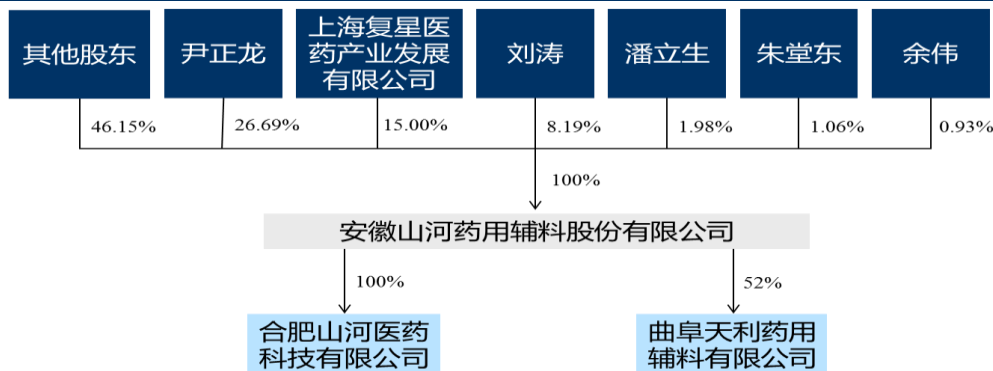 其他股东
尹正龙
上海复星医
药产业发展
有限公司
刘涛
潘立生
朱堂东
余伟
46.15%
26.69%
15.00%
8.19%
1.98%
1.06%
0.93%
100%
安徽山河药用辅料股份有限公司
100%
52%
合肥山河医药
科技有限公司
曲阜天利药用
辅料有限公司